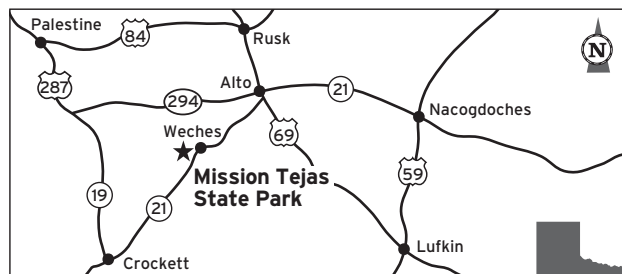 Palestine
84
Rusk
N
287
Alto
294
21
Nacogdoches
Weches
69
Mission Tejas
State Park
59
19
21
Crockett
Lufkin